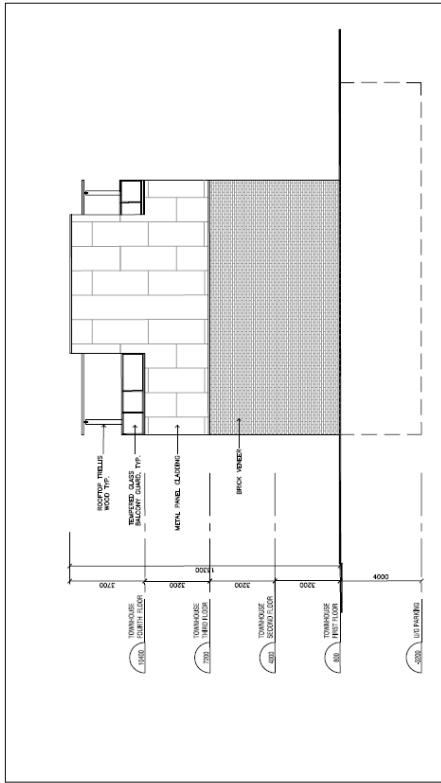 ROOFTOP TRELLIS
WOOD TYP.
TEMPERED GLASS
BALCONY GUARD, TYP.
METAL PANEL CLADDING
BRICK VENEER
13300
3700
3200
3200
3200
4000
TOWNHOUSE
FOURTH FLOOR
10400
TOWNHOUSE
THIRD FLOOR
7200
TOWNHOUSE
SECOND FLOOR
4000
TOWNHOUSE
FIRST FLOOR
800
U/G PARKING